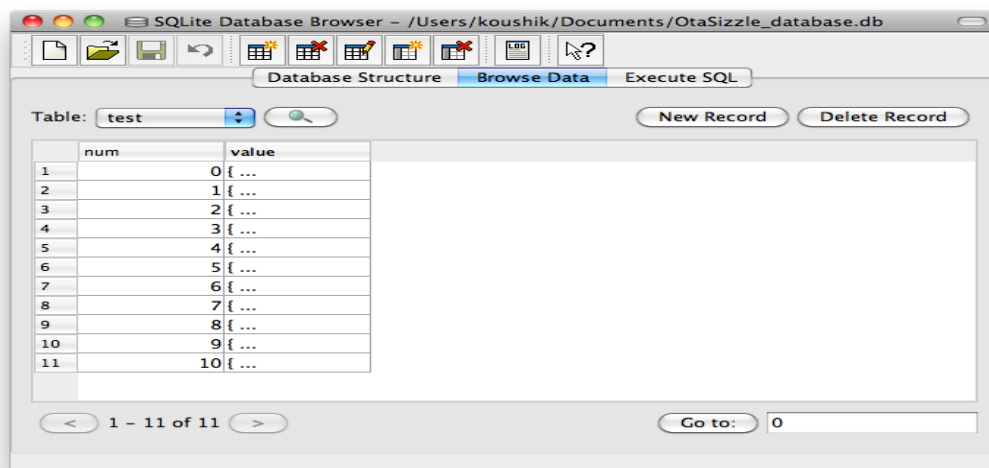 SQLite Database Browser - /Users/koushik/Documents/OtaSizzle_database.db
LOG
?
Database Structure Browse Data Execute SQL
Table: test New Record Delete Record
num value
1 0 { ...
2 1 { ...
3 2 { ...
4 3 { ...
5 4 { ...
6 5 { ...
7 6 { ...
8 7 { ...
9 8 { ...
10 9 { ...
11 10 { ...
< 1 - 11 of 11 > Go to: 0